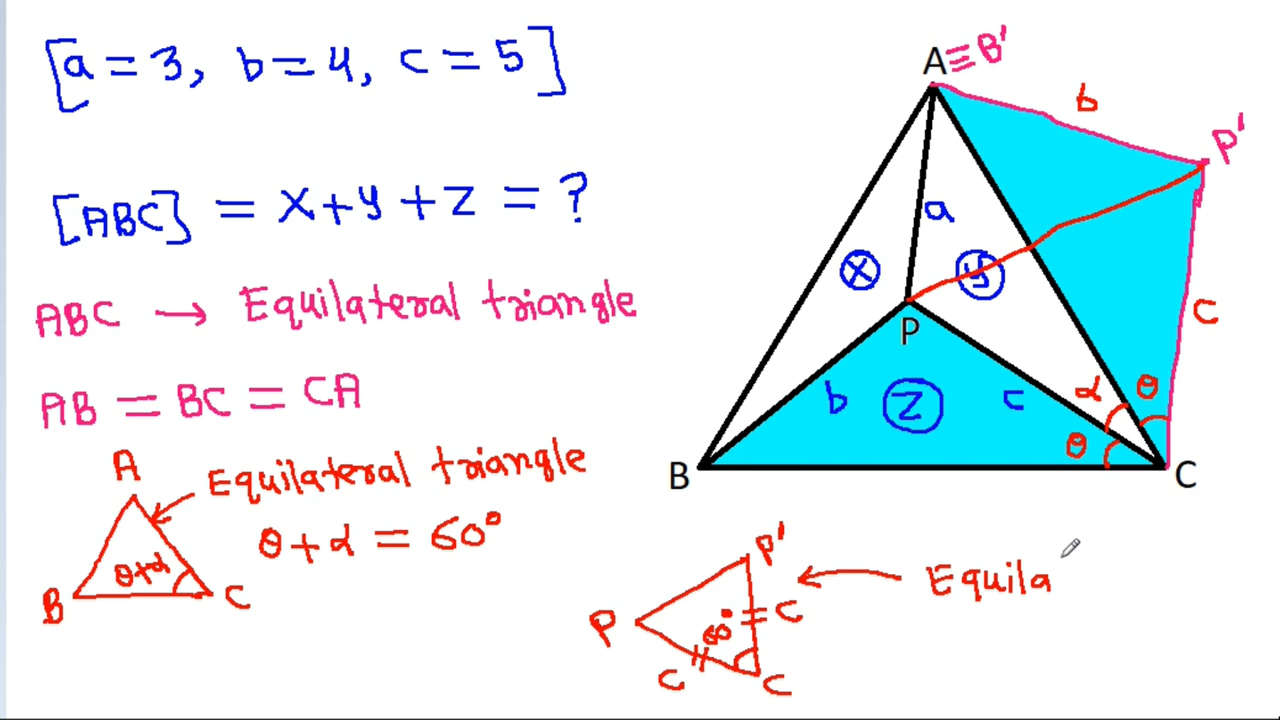 [a = 3, b = 4, c = 5]
[ABC] = x + y + z = ?
ABC → Equilateral triangle
AB = BC = CA
A
Equilateral triangle
θ+α
B
C
θ + α = 60°
A ≡ B'
b
P'
a
x
y
P
c
b
z
c
α
θ
θ
B
C
P'
P
60°
c
c
C
Equila